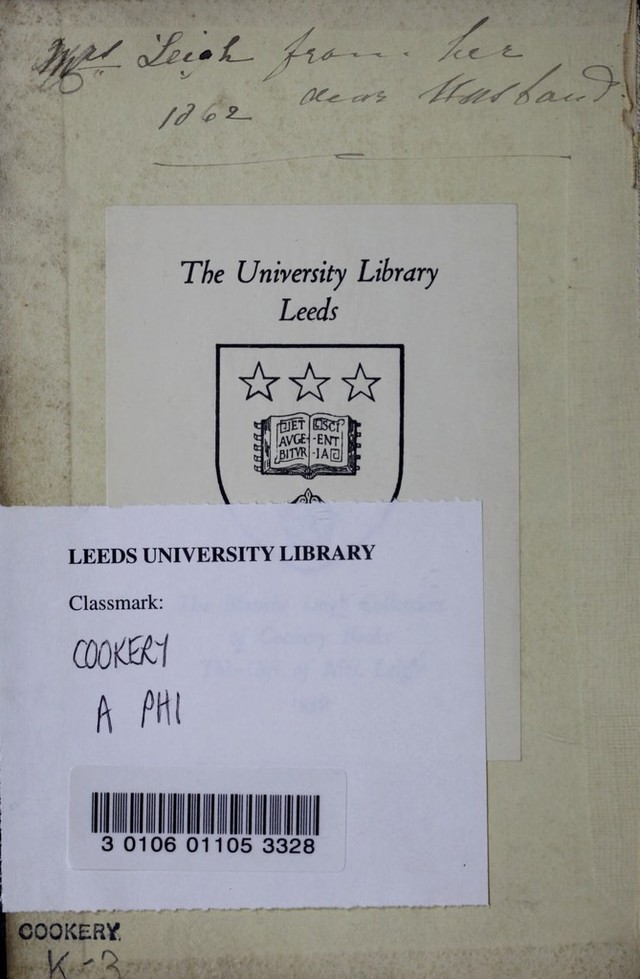 Mrs Leigh from her
1862 dear Husband.
The University Library
Leeds
ET AVGE BITVR
SCI -ENT -IA
LEEDS UNIVERSITY LIBRARY
Classmark:
COOKERY
A PHI
3 0106 01105 3328
COOKERY
K-3